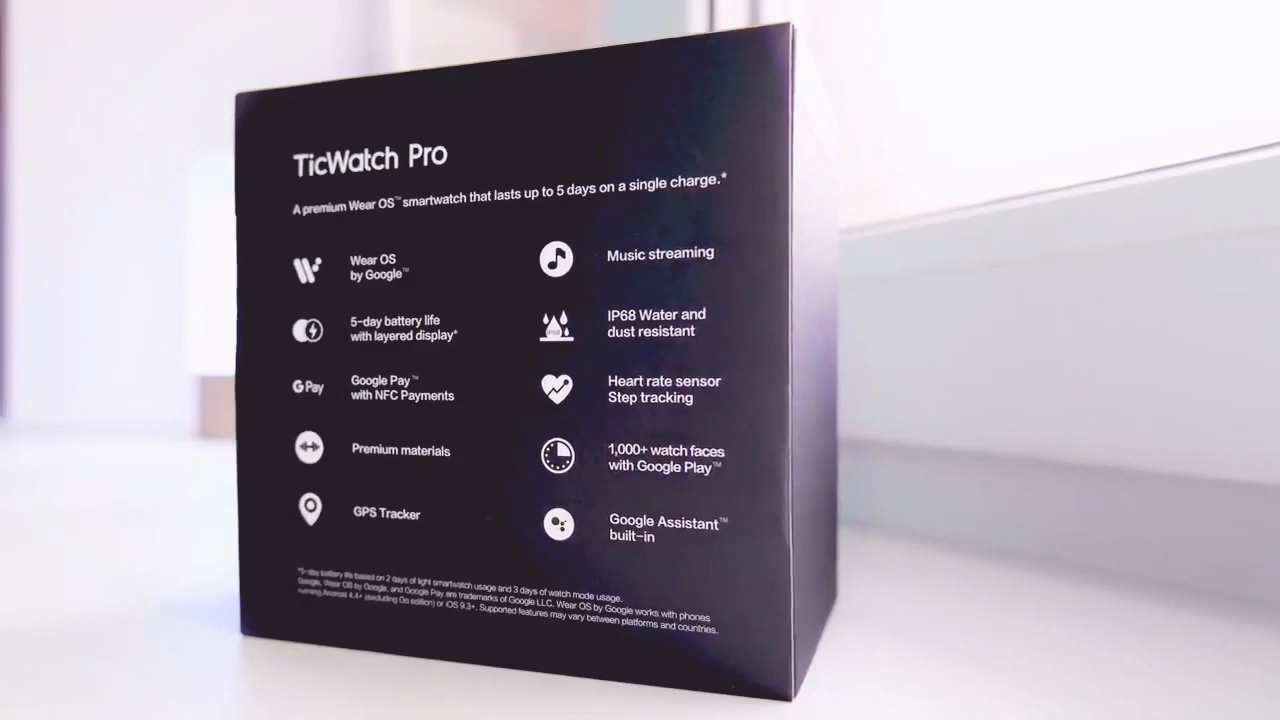 TicWatch Pro
A premium Wear OS™ smartwatch that lasts up to 5 days on a single charge.*
Wear OS
by Google™
5-day battery life
with layered display*
G Pay
Google Pay™
with NFC Payments
Premium materials
GPS Tracker
Music streaming
IP68
IP68 Water and
dust resistant
Heart rate sensor
Step tracking
1,000+ watch faces
with Google Play™
Google Assistant™
built-in
*5-day battery life based on 2 days of light smartwatch usage and 3 days of watch mode usage.
Google, Wear OS by Google, and Google Pay are trademarks of Google LLC. Wear OS by Google works with phones
running Android 4.4+ (excluding Go edition) or iOS 9.3+. Supported features may vary between platforms and countries.